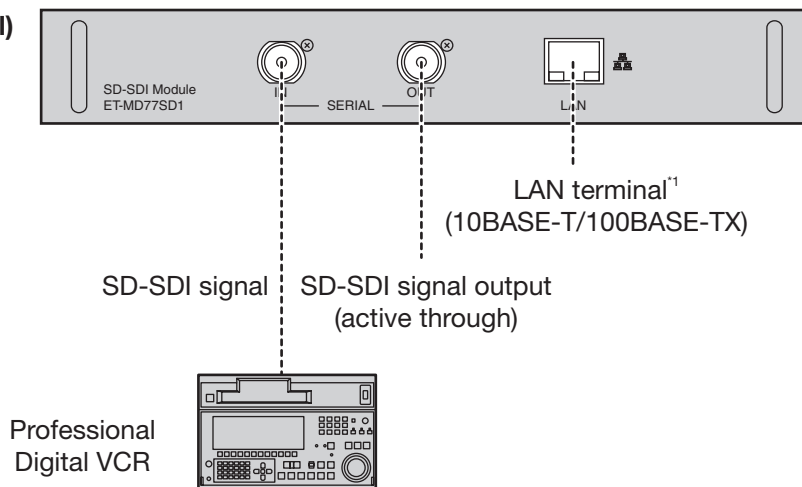 l)
SD-SDI Module
ET-MD77SD1
IN
SERIAL
OUT
LAN
LAN terminal*1
(10BASE-T/100BASE-TX)
SD-SDI signal
SD-SDI signal output
(active through)
Professional
Digital VCR